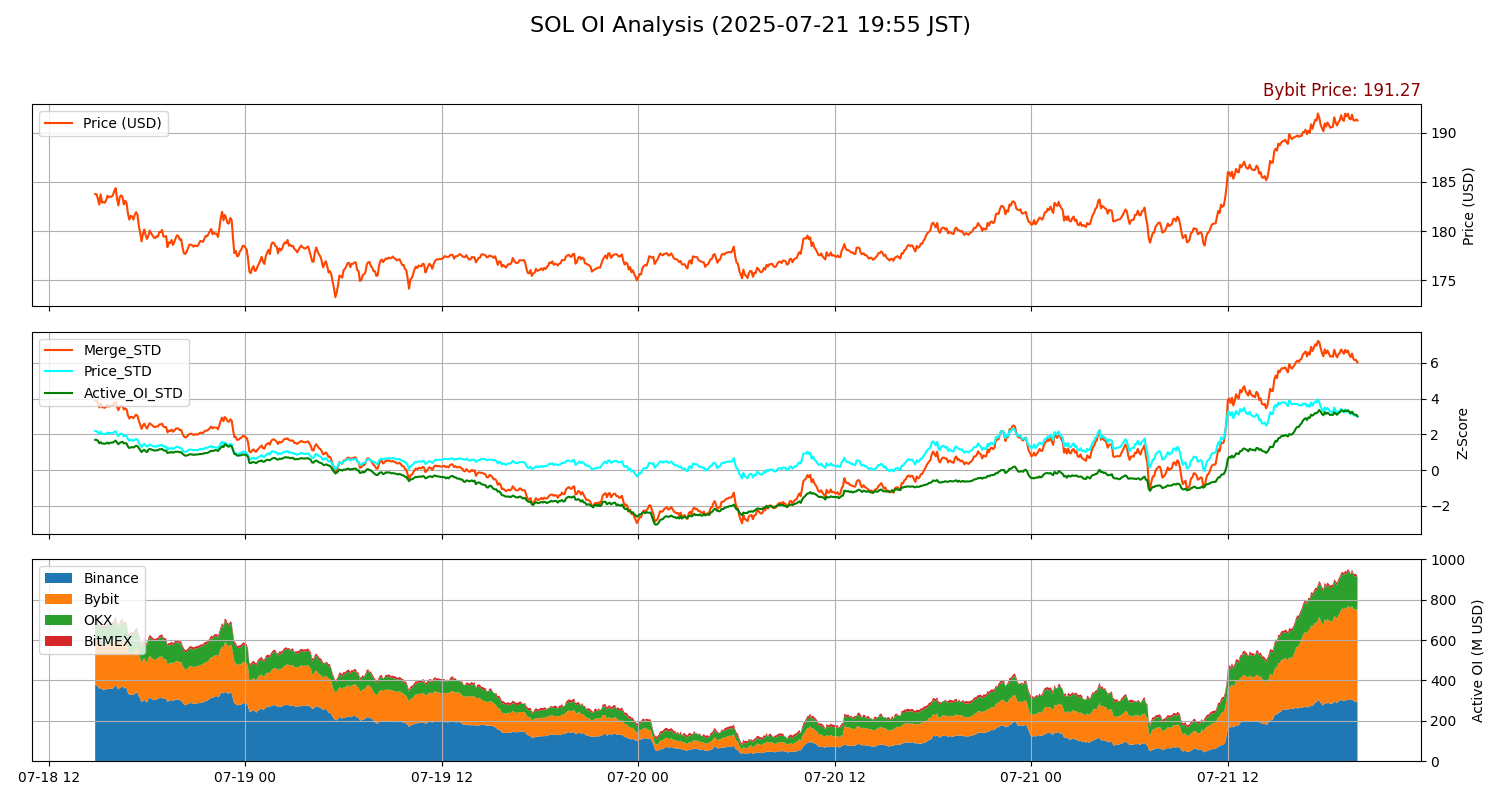 SOL OI Analysis (2025-07-21 19:55 JST)
Bybit Price: 191.27
Price (USD)
190
185
180
175
Price (USD)
Merge_STD
Price_STD
Active_OI_STD
6
4
2
0
−2
Z-Score
Binance
Bybit
OKX
BitMEX
1000
800
600
400
200
0
Active OI (M USD)
07-18 12
07-19 00
07-19 12
07-20 00
07-20 12
07-21 00
07-21 12